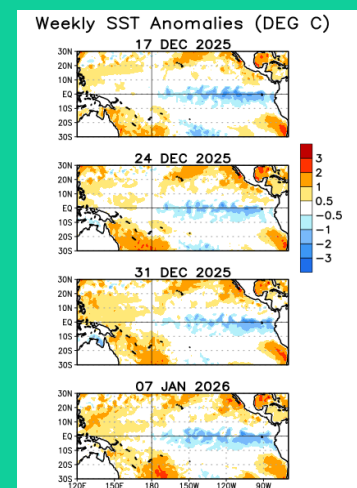 Weekly SST Anomalies (DEG C)
17 DEC 2025
30N
20N
10N
EQ
10S
20S
30S
24 DEC 2025
30N
20N
10N
EQ
10S
20S
30S
3
2
1
0.5
-0.5
-1
-2
-3
31 DEC 2025
30N
20N
10N
EQ
10S
20S
30S
07 JAN 2026
30N
20N
10N
EQ
10S
20S
30S
120E 150E 180 150W 120W 90W